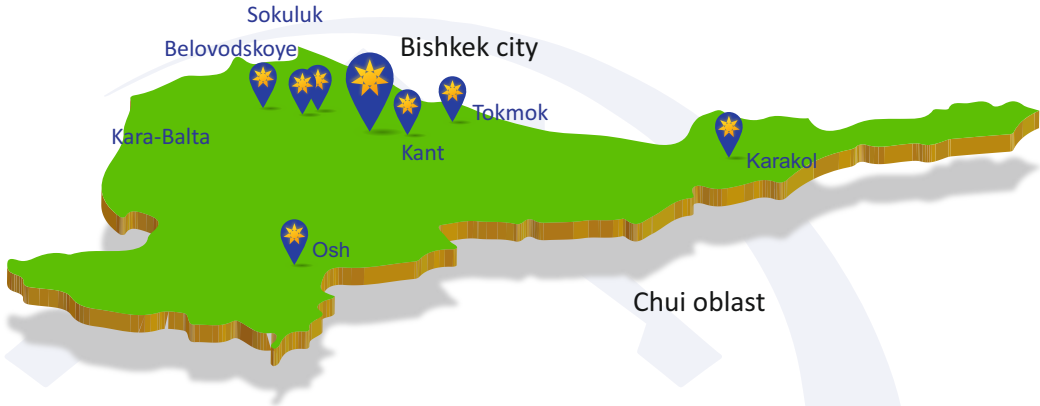 Sokuluk
Belovodskoye
Bishkek city
Tokmok
Kara-Balta
Kant
Karakol
Osh
Chui oblast